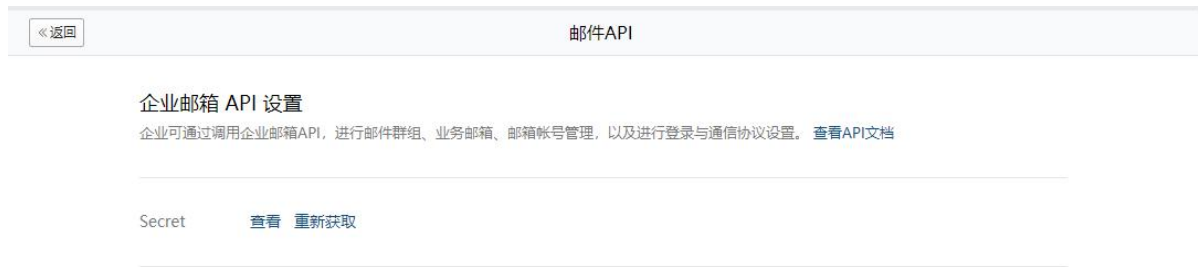 《返回
邮件API
企业邮箱 API 设置
企业可通过调用企业邮箱API，进行邮件群组、业务邮箱、邮箱帐号管理，以及进行登录与通信协议设置。 查看API文档
Secret 查看 重新获取